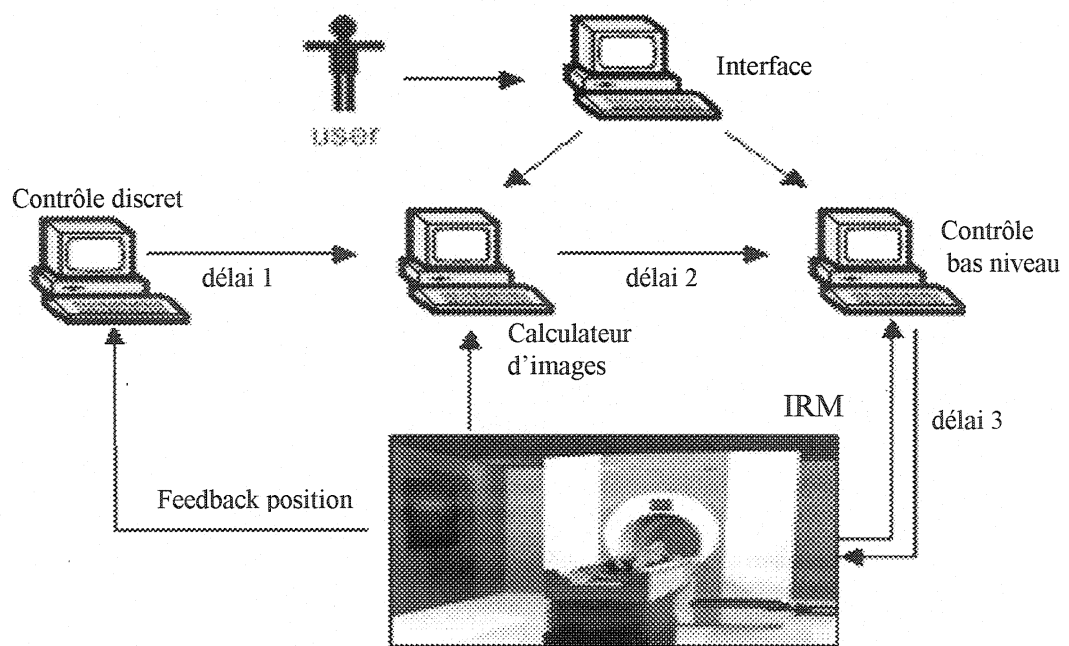 Interface
user
Contrôle discret
délai 1
délai 2
Contrôle
bas niveau
Calculateur
d'images
IRM
délai 3
Feedback position